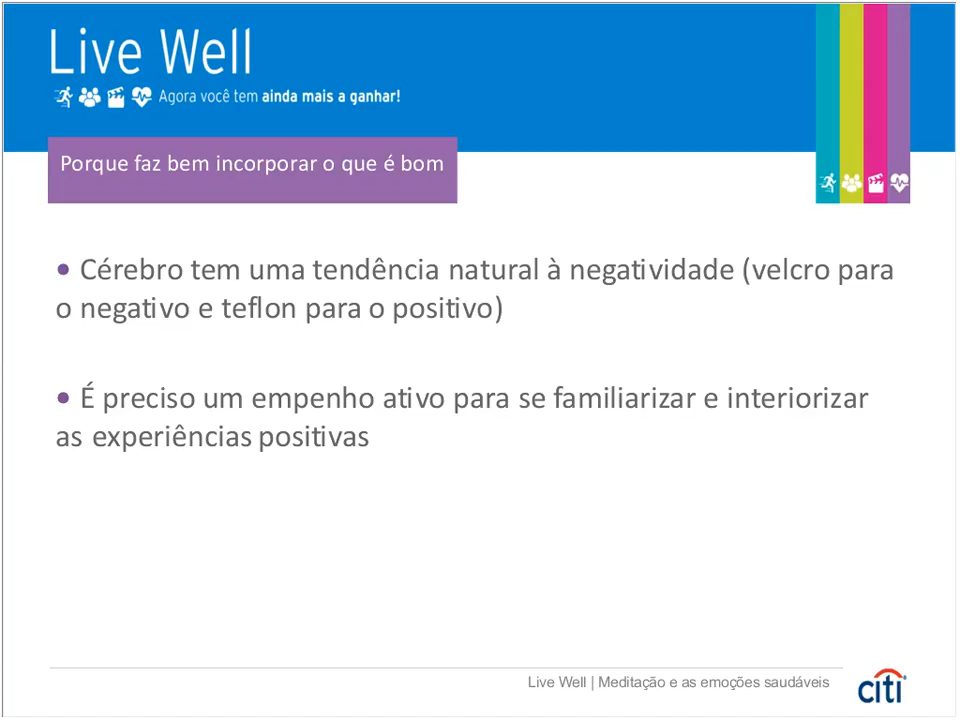 Live Well
Agora você tem ainda mais a ganhar!
Porque faz bem incorporar o que é bom
• Cérebro tem uma tendência natural à negatividade (velcro para
o negativo e teflon para o positivo)
• É preciso um empenho ativo para se familiarizar e interiorizar
as experiências positivas
Live Well | Meditação e as emoções saudáveis
citi